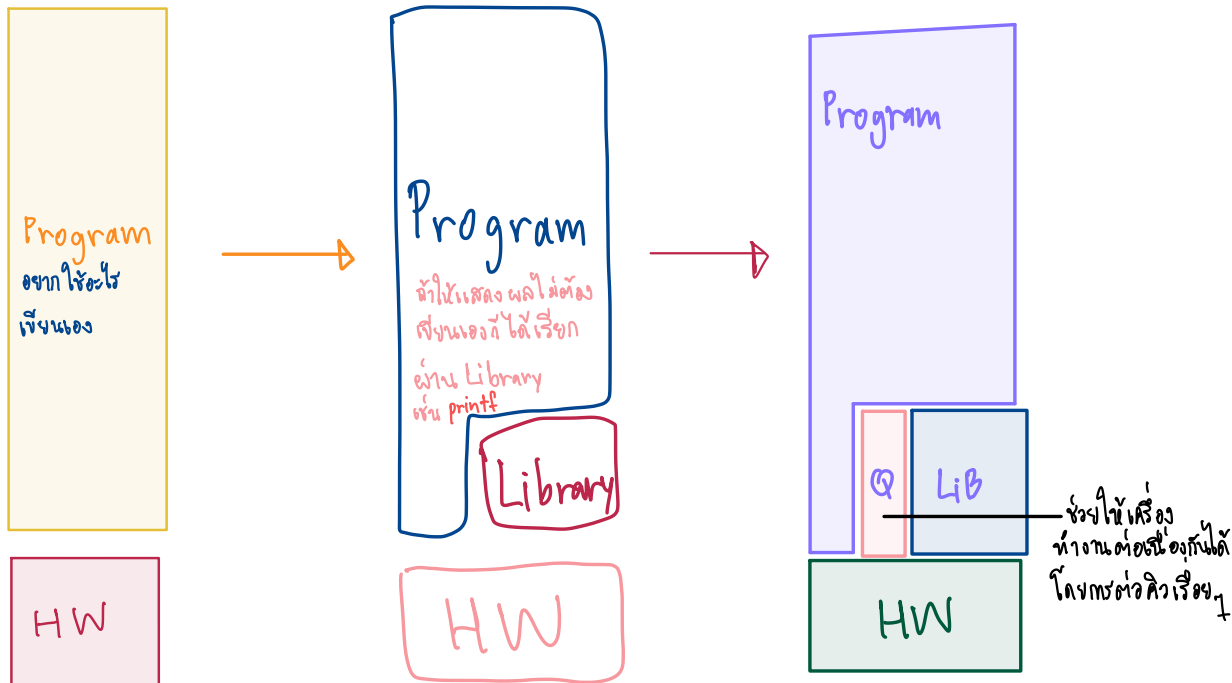 Program
อยากใช้อะไร
เขียนเอง
HW
Program
ถ้าให้แสดงผลไม่ต้อง
เขียนเองก็ได้เรียก
ผ่าน Library
เช่น printf
Library
HW
Program
Q
LiB
ช่วยให้เครื่อง
ทำงานต่อเนื่องกันได้
โดยการต่อคิวเรื่อยๆ
HW